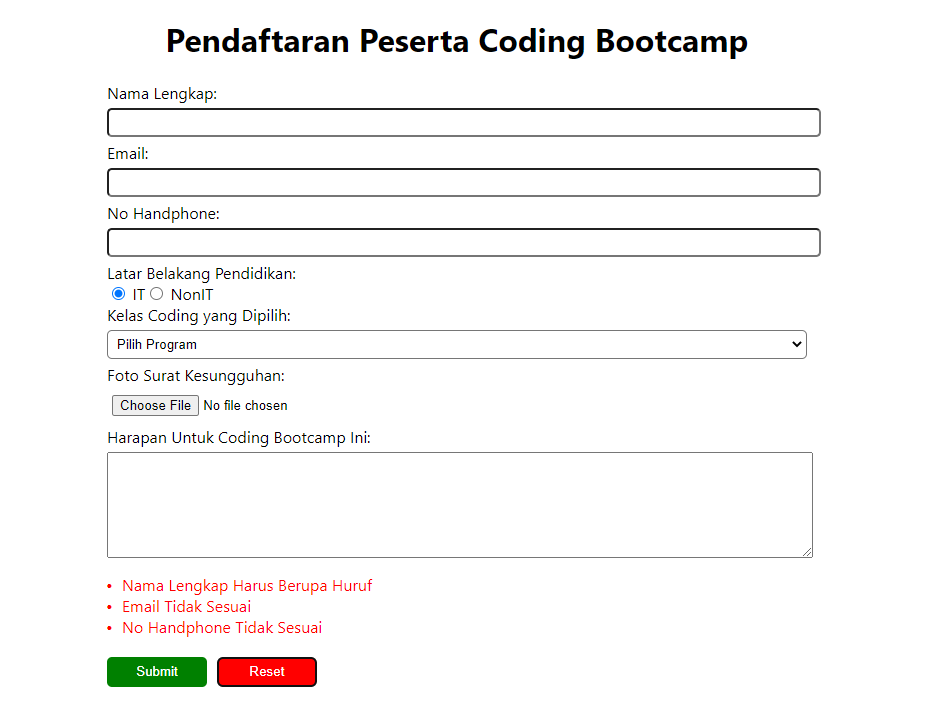 Pendaftaran Peserta Coding Bootcamp
Nama Lengkap:
Email:
No Handphone:
Latar Belakang Pendidikan:
IT NonIT
Kelas Coding yang Dipilih:
Pilih Program
Foto Surat Kesungguhan:
Choose File No file chosen
Harapan Untuk Coding Bootcamp Ini:
• Nama Lengkap Harus Berupa Huruf
• Email Tidak Sesuai
• No Handphone Tidak Sesuai
Submit Reset